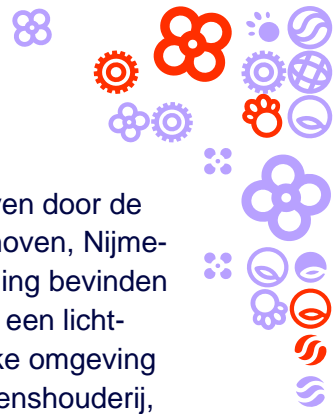 ven door de
hoven, Nijme-
ing bevinden
een licht-
ke omgeving
enshouderij,